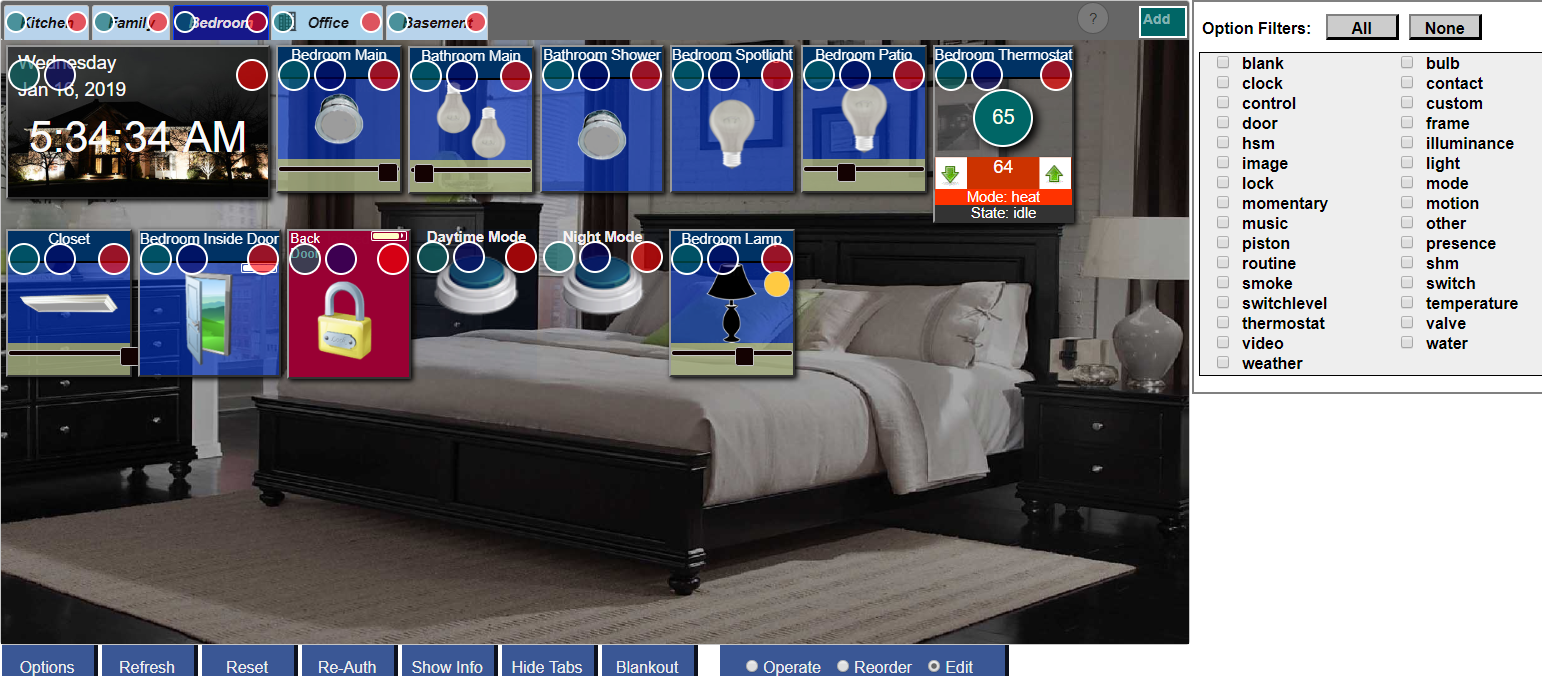 Kitchen Family Bedroom Office Basement ? Add
Wednesday
Jan 16, 2019
5:34:34 AM
Bedroom Main
Bathroom Main
Bathroom Shower
Bedroom Spotlight
Bedroom Patio
Bedroom Thermostat
65
64
Mode: heat
State: idle
Closet
Bedroom Inside Door
Back
Door
Daytime Mode
Night Mode
Bedroom Lamp
Options Refresh Reset Re-Auth Show Info Hide Tabs Blankout Operate Reorder Edit
Option Filters: All None
blank bulb
clock contact
control custom
door frame
hsm illuminance
image light
lock mode
momentary motion
music other
piston presence
routine shm
smoke switch
switchlevel temperature
thermostat valve
video water
weather